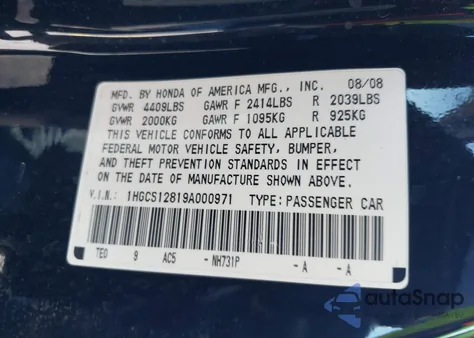 MFD. BY HONDA OF AMERICA MFG., INC. 08/08
GVWR 4409LBS GAWR F 2414LBS R 2039LBS
GVWR 2000KG GAWR F 1095KG R 925KG
THIS VEHICLE CONFORMS TO ALL APPLICABLE
FEDERAL MOTOR VEHICLE SAFETY, BUMPER,
AND THEFT PREVENTION STANDARDS IN EFFECT
ON THE DATE OF MANUFACTURE SHOWN ABOVE.
V.I.N.: 1HGCS12819A000971 TYPE:PASSENGER CAR
TE0 9 AC5 - NH731P - A - A
autoSnap